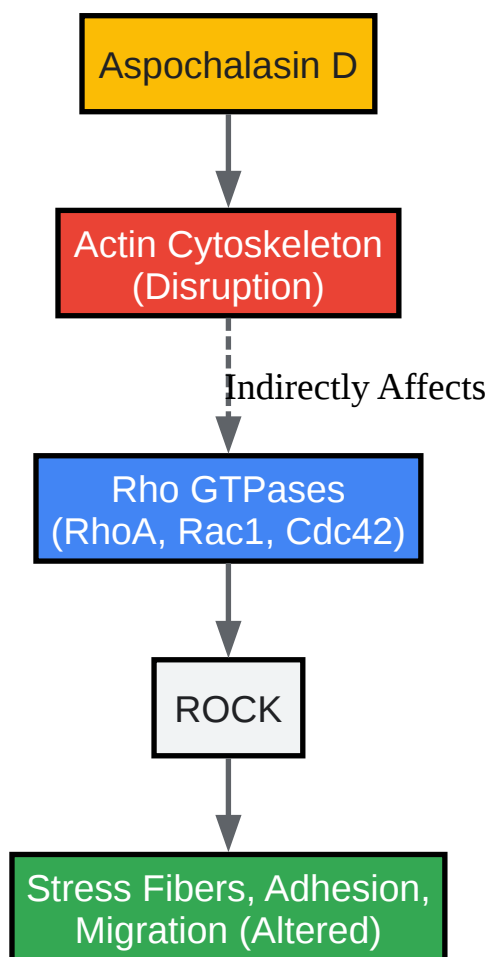 Aspochalasin D
Actin Cytoskeleton
(Disruption)
Indirectly Affects
Rho GTPases
(RhoA, Rac1, Cdc42)
ROCK
Stress Fibers, Adhesion,
Migration (Altered)